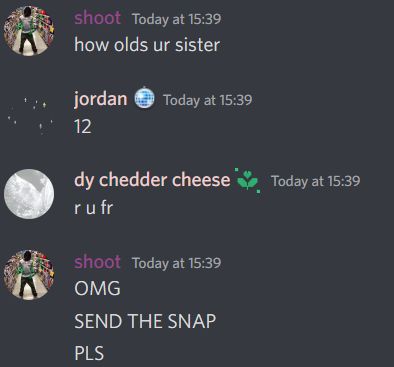 shoot Today at 15:39
how olds ur sister
jordan Today at 15:39
12
dy chedder cheese Today at 15:39
r u fr
shoot Today at 15:39
OMG
SEND THE SNAP
PLS